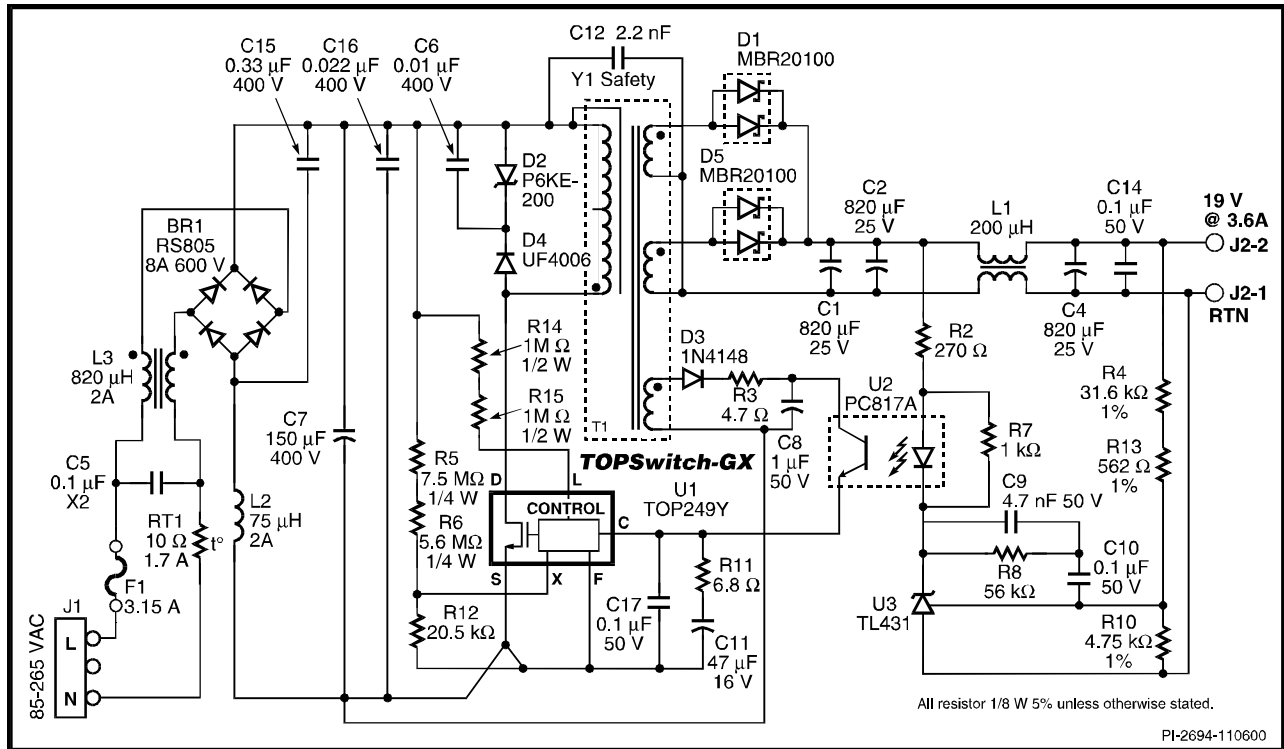 C15
0.33 μF
400 V
C16
0.022 μF
400 V
C6
0.01 μF
400 V
C12 2.2 nF
Y1 Safety
D1
MBR20100
D2
P6KE-
200
D5
MBR20100
C2
820 μF
25 V
L1
200 μH
C14
0.1 μF
50 V
19 V
@ 3.6A
J2-2
BR1
RS805
8A 600 V
D4
UF4006
J2-1
RTN
C1
820 μF
25 V
C4
820 μF
25 V
R14
1M Ω
1/2 W
R15
1M Ω
1/2 W
D3
1N4148
R2
270 Ω
L3
820 μH
2A
R3
4.7 Ω
U2
PC817A
R4
31.6 kΩ
1%
C7
150 μF
400 V
T1
C8
1 μF
50 V
R7
1 kΩ
R13
562 Ω
1%
TOPSwitch-GX
C5
0.1 μF
X2
R5
7.5 MΩ
1/4 W
D
L
U1
TOP249Y
C9
4.7 nF 50 V
L2
75 μH
2A
RT1
10 Ω
1.7 A
t°
R6
5.6 MΩ
1/4 W
CONTROL
C
S
X
F
R11
6.8 Ω
R8
56 kΩ
C10
0.1 μF
50 V
F1
3.15 A
J1
L
N
85-265 VAC
R12
20.5 kΩ
C17
0.1 μF
50 V
C11
47 μF
16 V
U3
TL431
R10
4.75 kΩ
1%
All resistor 1/8 W 5% unless otherwise stated.
PI-2694-110600